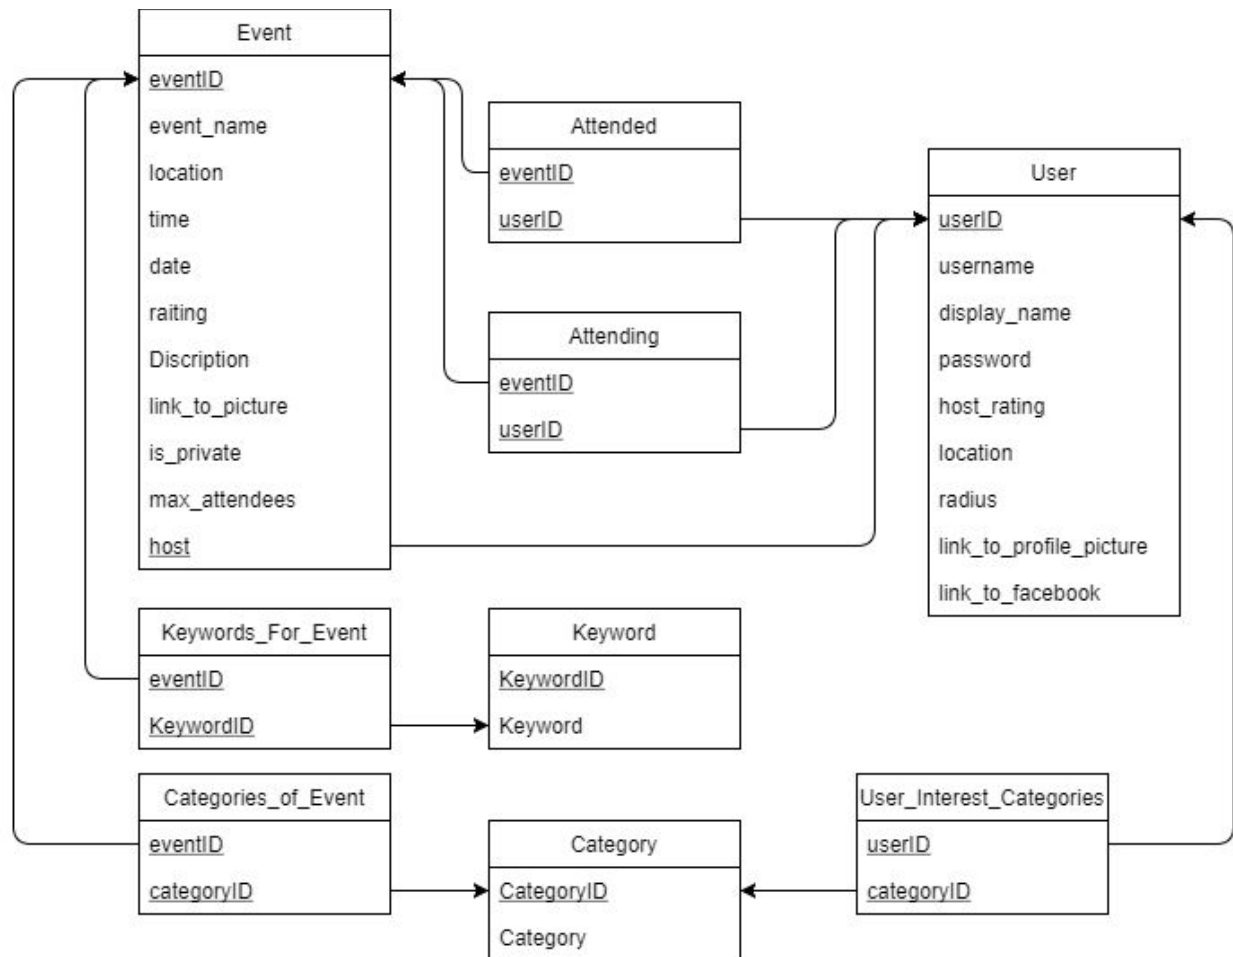 Event
eventID
event_name
location
time
date
raiting
Discription
link_to_picture
is_private
max_attendees
host
Attended
eventID
userID
Attending
eventID
userID
User
userID
username
display_name
password
host_rating
location
radius
link_to_profile_picture
link_to_facebook
Keywords_For_Event
eventID
KeywordID
Keyword
KeywordID
Keyword
Categories_of_Event
eventID
categoryID
Category
CategoryID
Category
User_Interest_Categories
userID
categoryID